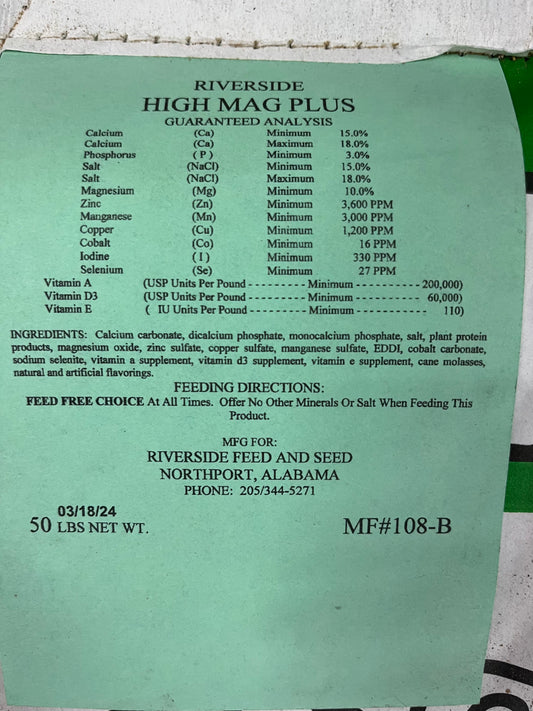 RIVERSIDE
HIGH MAG PLUS
GUARANTEED ANALYSIS
Calcium (Ca) Minimum 15.0%
Calcium (Ca) Maximum 18.0%
Phosphorus ( P ) Minimum 3.0%
Salt (NaCl) Minimum 15.0%
Salt (NaCl) Maximum 18.0%
Magnesium (Mg) Minimum 10.0%
Zinc (Zn) Minimum 3,600 PPM
Manganese (Mn) Minimum 3,000 PPM
Copper (Cu) Minimum 1,200 PPM
Cobalt (Co) Minimum 16 PPM
Iodine ( I ) Minimum 330 PPM
Selenium (Se) Minimum 27 PPM
Vitamin A (USP Units Per Pound - - - - - - - - - - Minimum - - - - - - - - - - 200,000)
Vitamin D3 (USP Units Per Pound - - - - - - - - - - Minimum - - - - - - - - - - 60,000)
Vitamin E ( IU Units Per Pound - - - - - - - - - - Minimum - - - - - - - - - - 110)
INGREDIENTS: Calcium carbonate, dicalcium phosphate, monocalcium phosphate, salt, plant protein
products, magnesium oxide, zinc sulfate, copper sulfate, manganese sulfate, EDDI, cobalt carbonate,
sodium selenite, vitamin a supplement, vitamin d3 supplement, vitamin e supplement, cane molasses,
natural and artificial flavorings.
FEEDING DIRECTIONS:
FEED FREE CHOICE At All Times. Offer No Other Minerals Or Salt When Feeding This
Product.
MFG FOR:
RIVERSIDE FEED AND SEED
NORTHPORT, ALABAMA
PHONE: 205/344-5271
03/18/24
50 LBS NET WT. MF#108-B